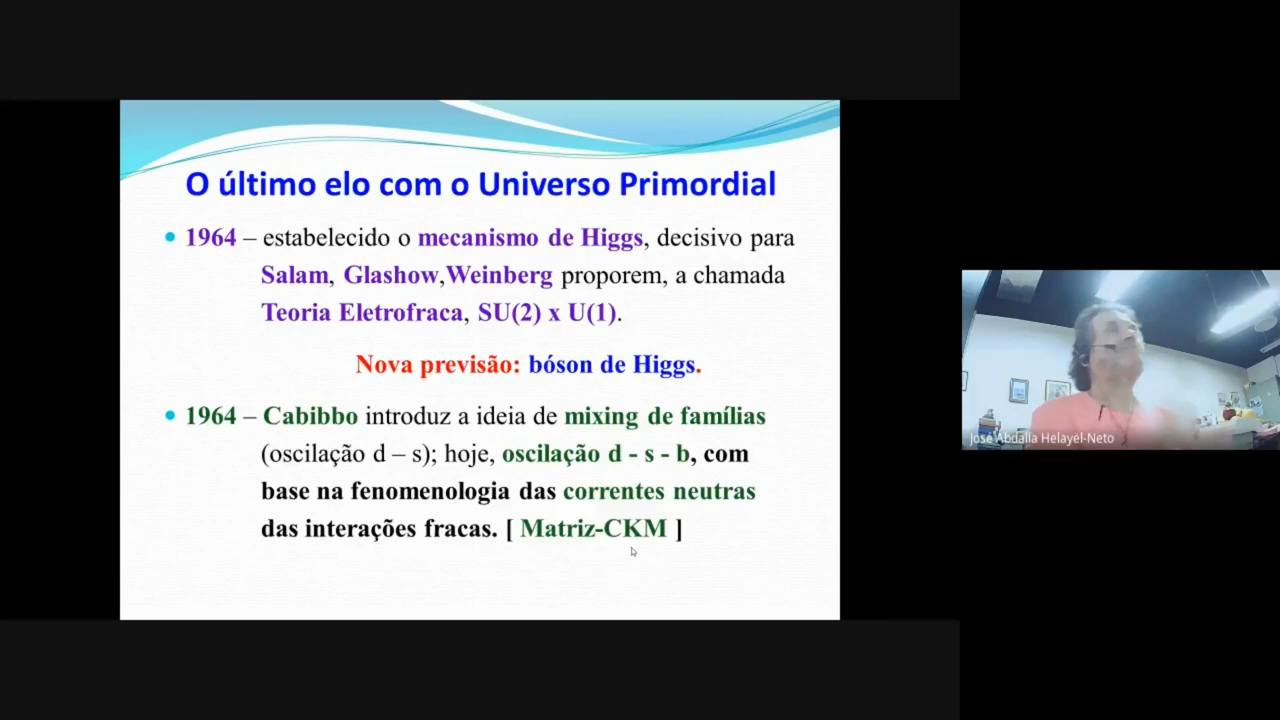 O último elo com o Universo Primordial
1964 – estabelecido o mecanismo de Higgs, decisivo para
Salam, Glashow,Weinberg proporem, a chamada
Teoria Eletrofraca, SU(2) x U(1).
Nova previsão: bóson de Higgs.
1964 – Cabibbo introduz a ideia de mixing de famílias
(oscilação d – s); hoje, oscilação d - s - b, com
base na fenomenologia das correntes neutras
das interações fracas. [ Matriz-CKM ]
José Abdalla Helayël-Neto